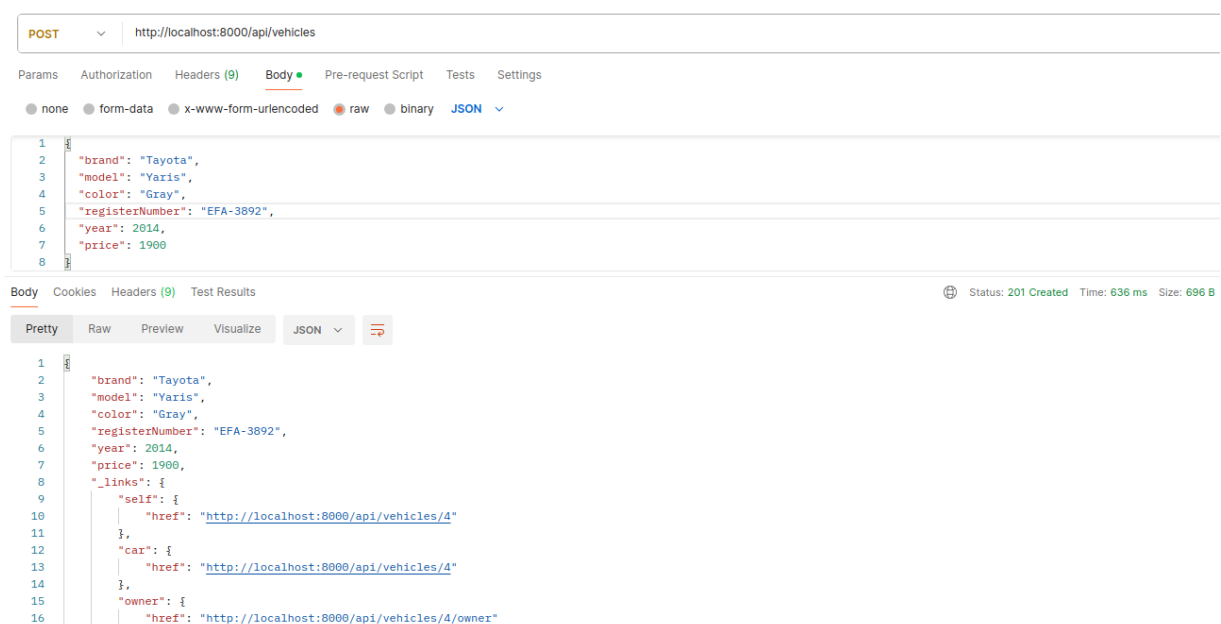 POST http://localhost:8000/api/vehicles
Params Authorization Headers (9) Body Pre-request Script Tests Settings
none form-data x-www-form-urlencoded raw binary JSON
1 {
2 "brand": "Tayota",
3 "model": "Yaris",
4 "color": "Gray",
5 "registerNumber": "EFA-3892",
6 "year": 2014,
7 "price": 1900
8 }
Body Cookies Headers (9) Test Results Status: 201 Created Time: 636 ms Size: 696 B
Pretty Raw Preview Visualize JSON
1 {
2 "brand": "Tayota",
3 "model": "Yaris",
4 "color": "Gray",
5 "registerNumber": "EFA-3892",
6 "year": 2014,
7 "price": 1900,
8 "_links": {
9 "self": {
10 "href": "http://localhost:8000/api/vehicles/4"
11 },
12 "car": {
13 "href": "http://localhost:8000/api/vehicles/4"
14 },
15 "owner": {
16 "href": "http://localhost:8000/api/vehicles/4/owner"